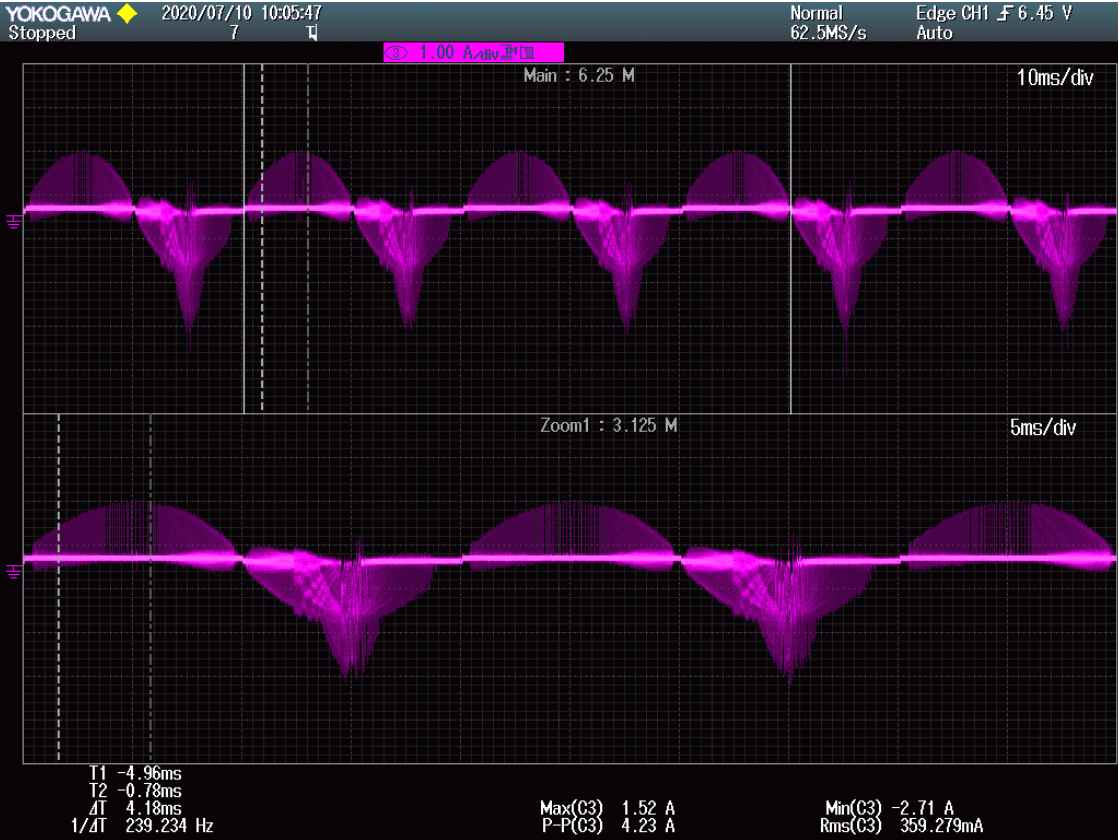 YOKOGAWA 2020/07/10 10:05:47 Normal Edge CH1 6.45 V
Stopped 7 62.5MS/s Auto
3 1.00 A/div 1M
Main : 6.25 M 10ms/div
Zoom1 : 3.125 M 5ms/div
T1 -4.96ms
T2 -0.78ms
ΔT 4.18ms Max(C3) 1.52 A Min(C3) -2.71 A
1/ΔT 239.234 Hz P-P(C3) 4.23 A Rms(C3) 359.279mA